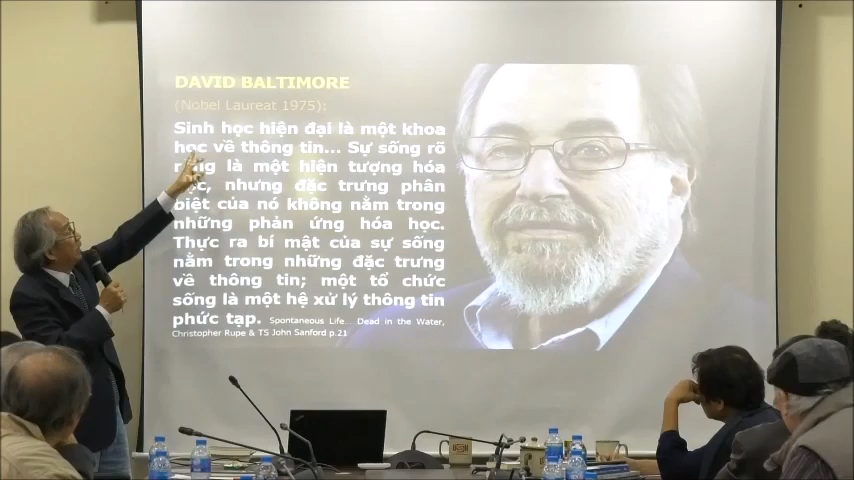 DAVID BALTIMORE
(Nobel Laureat 1975):
Sinh học hiện đại là một khoa
học về thông tin... Sự sống rõ
là một hiện tượng hóa
nhưng đặc trưng phân
biệt của nó không nằm trong
những phản ứng hóa học.
Thực ra bí mật của sự sống
nằm trong những đặc trưng
về thông tin; một tổ chức
sống là một hệ xử lý thông tin
phức tạp. Spontaneous Life.. Dead in the Water,
Christopher Rupe & TS John Sanford p.21